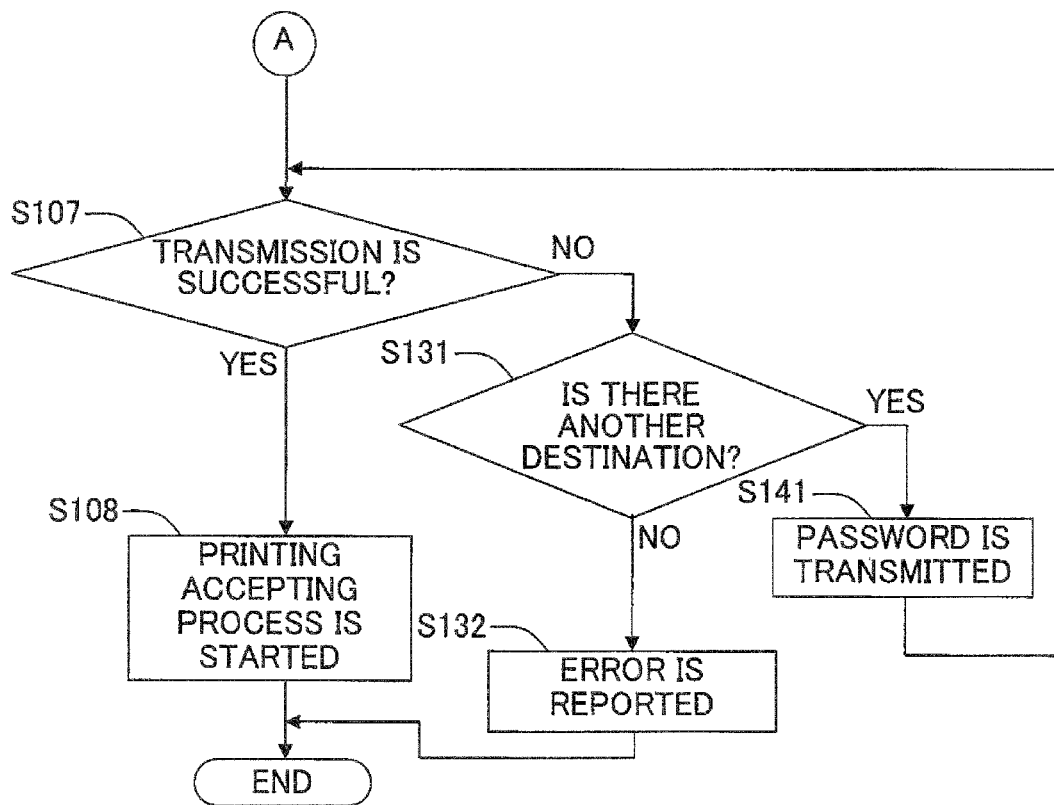 A
S107
TRANSMISSION IS
SUCCESSFUL?
NO
YES
S131
IS THERE
ANOTHER
DESTINATION?
YES
NO
S141
PASSWORD IS
TRANSMITTED
S108
PRINTING
ACCEPTING
PROCESS IS
STARTED
S132
ERROR IS
REPORTED
END